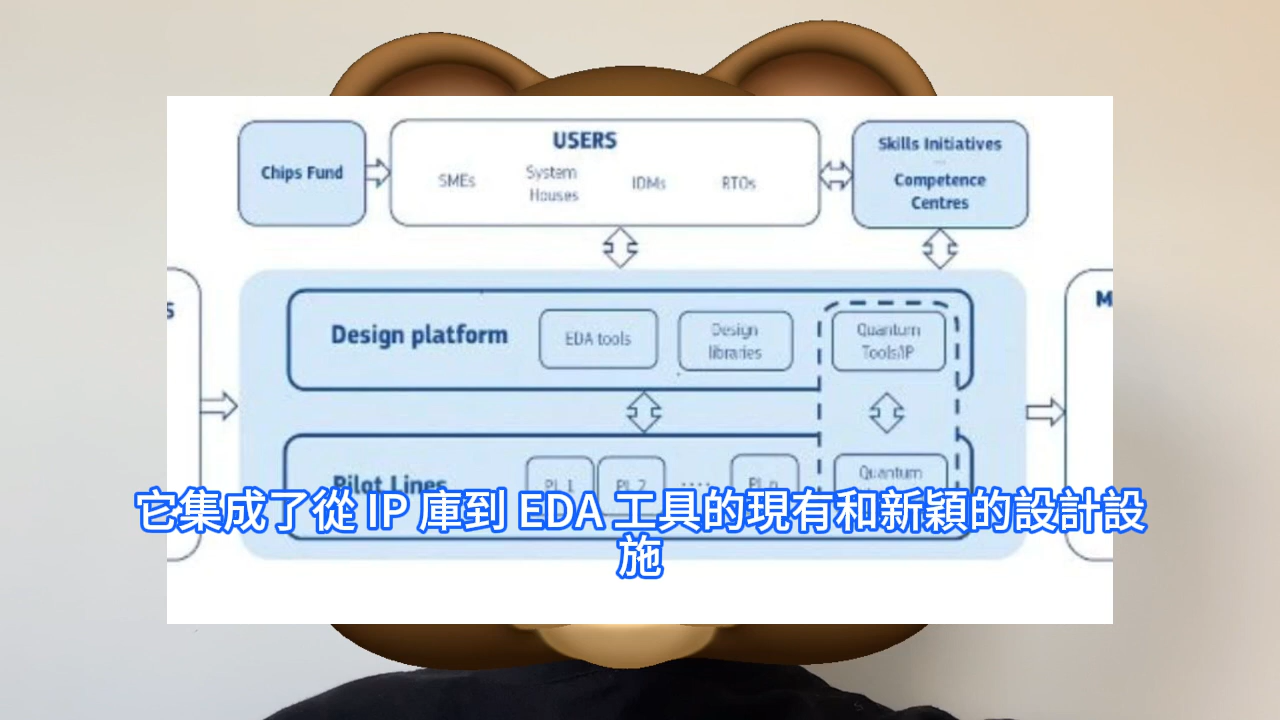 Chips Fund
USERS
SMEs
System
Houses
IDMs
RTOs
Skills Initiatives
Competence
Centres
S
M
Design platform
EDA tools
Design
libraries
Quantum
Tools/IP
Pilot Lines
PL 1
PL 2
....
PL n
Quantum
它集成了從 IP 庫到 EDA 工具的現有和新穎的設計設
施